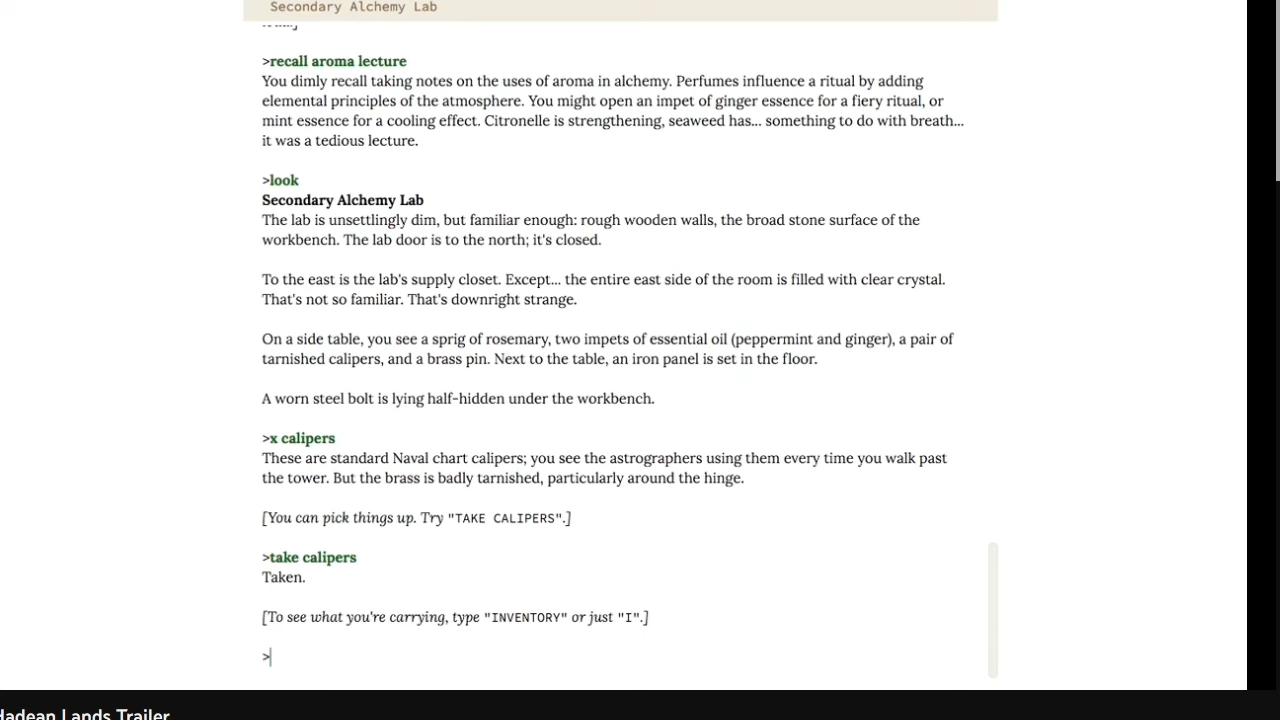 Secondary Alchemy Lab
>recall aroma lecture
You dimly recall taking notes on the uses of aroma in alchemy. Perfumes influence a ritual by adding
elemental principles of the atmosphere. You might open an impet of ginger essence for a fiery ritual, or
mint essence for a cooling effect. Citronelle is strengthening, seaweed has... something to do with breath...
it was a tedious lecture.
>look
Secondary Alchemy Lab
The lab is unsettlingly dim, but familiar enough: rough wooden walls, the broad stone surface of the
workbench. The lab door is to the north; it's closed.
To the east is the lab's supply closet. Except... the entire east side of the room is filled with clear crystal.
That's not so familiar. That's downright strange.
On a side table, you see a sprig of rosemary, two impets of essential oil (peppermint and ginger), a pair of
tarnished calipers, and a brass pin. Next to the table, an iron panel is set in the floor.
A worn steel bolt is lying half-hidden under the workbench.
>x calipers
These are standard Naval chart calipers; you see the astrographers using them every time you walk past
the tower. But the brass is badly tarnished, particularly around the hinge.
[You can pick things up. Try "TAKE CALIPERS".]
>take calipers
Taken.
[To see what you're carrying, type "INVENTORY" or just "I".]
>
Hadean Lands Trailer